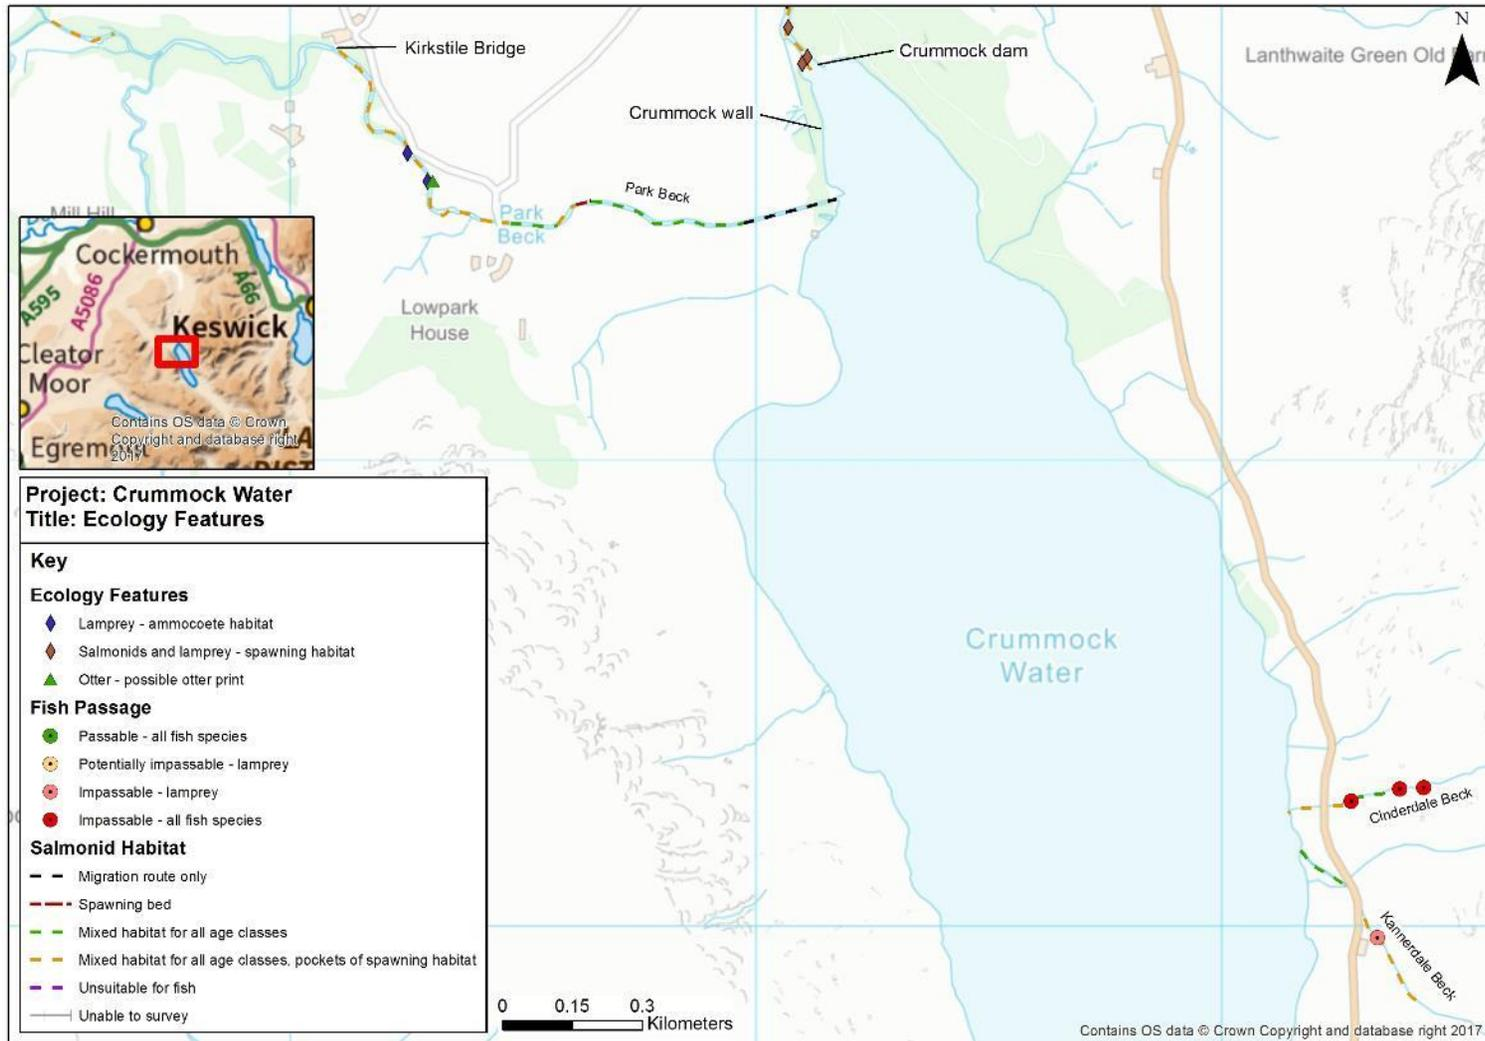 Kirkstile Bridge
Crummock dam
N
Lanthwaite Green Old
Crummock wall
Park Beck
Park
Beck
Mill Hill
Lowpark
House
Cockermouth
A595
A5086
A66
Keswick
Cleator
Moor
Egremont
Contains OS data © Crown
Copyright and database right
2017
Project: Crummock Water
Title: Ecology Features
Key
Ecology Features
Lamprey - ammocoete habitat
Salmonids and lamprey - spawning habitat
Otter - possible otter print
Fish Passage
Passable - all fish species
Potentially impassable - lamprey
Impassable - lamprey
Impassable - all fish species
Salmonid Habitat
Migration route only
Spawning bed
Mixed habitat for all age classes
Mixed habitat for all age classes, pockets of spawning habitat
Unsuitable for fish
Unable to survey
Crummock
Water
Cinderdale Beck
Kannerdale Beck
0 0.15 0.3
Kilometers
Contains OS data © Crown Copyright and database right 2017